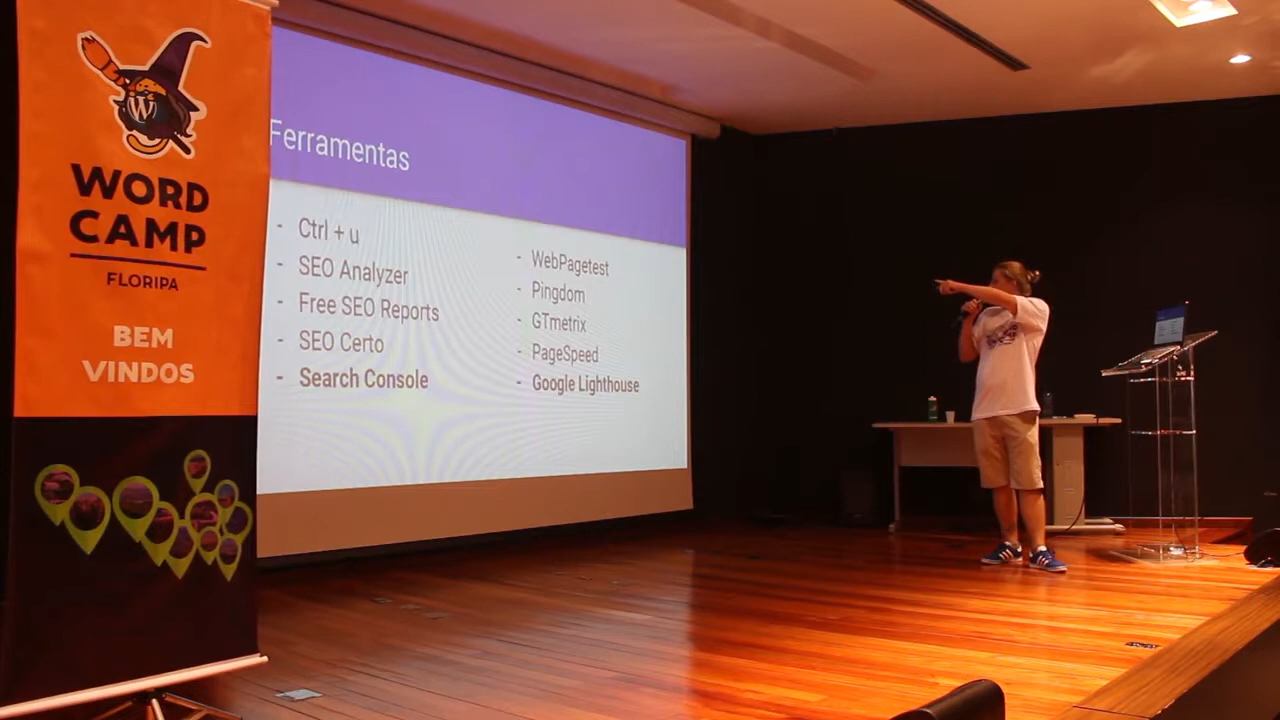 WORD
CAMP
FLORIPA
BEM
VINDOS
Ferramentas
- Ctrl + u
- SEO Analyzer
- Free SEO Reports
- SEO Certo
- Search Console
- WebPagetest
- Pingdom
- GTmetrix
- PageSpeed
- Google Lighthouse